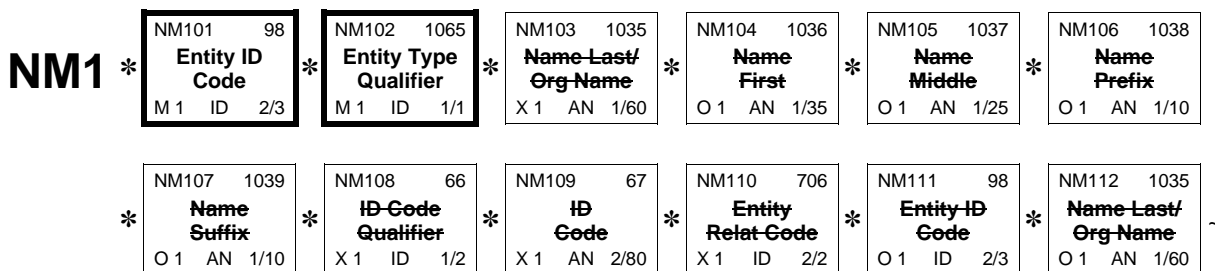 NM1 * NM101 98 * NM102 1065 * NM103 1035 * NM104 1036 * NM105 1037 * NM106 1038
Entity ID Entity Type Name Last/ Name Name Name
Code Qualifier Org Name First Middle Prefix
M 1 ID 2/3 M 1 ID 1/1 X 1 AN 1/60 O 1 AN 1/35 O 1 AN 1/25 O 1 AN 1/10
* NM107 1039 * NM108 66 * NM109 67 * NM110 706 * NM111 98 * NM112 1035 ~
Name ID Code ID Entity Entity ID Name Last/
Suffix Qualifier Code Relat Code Code Org Name
O 1 AN 1/10 X 1 ID 1/2 X 1 AN 2/80 X 1 ID 2/2 O 1 ID 2/3 O 1 AN 1/60